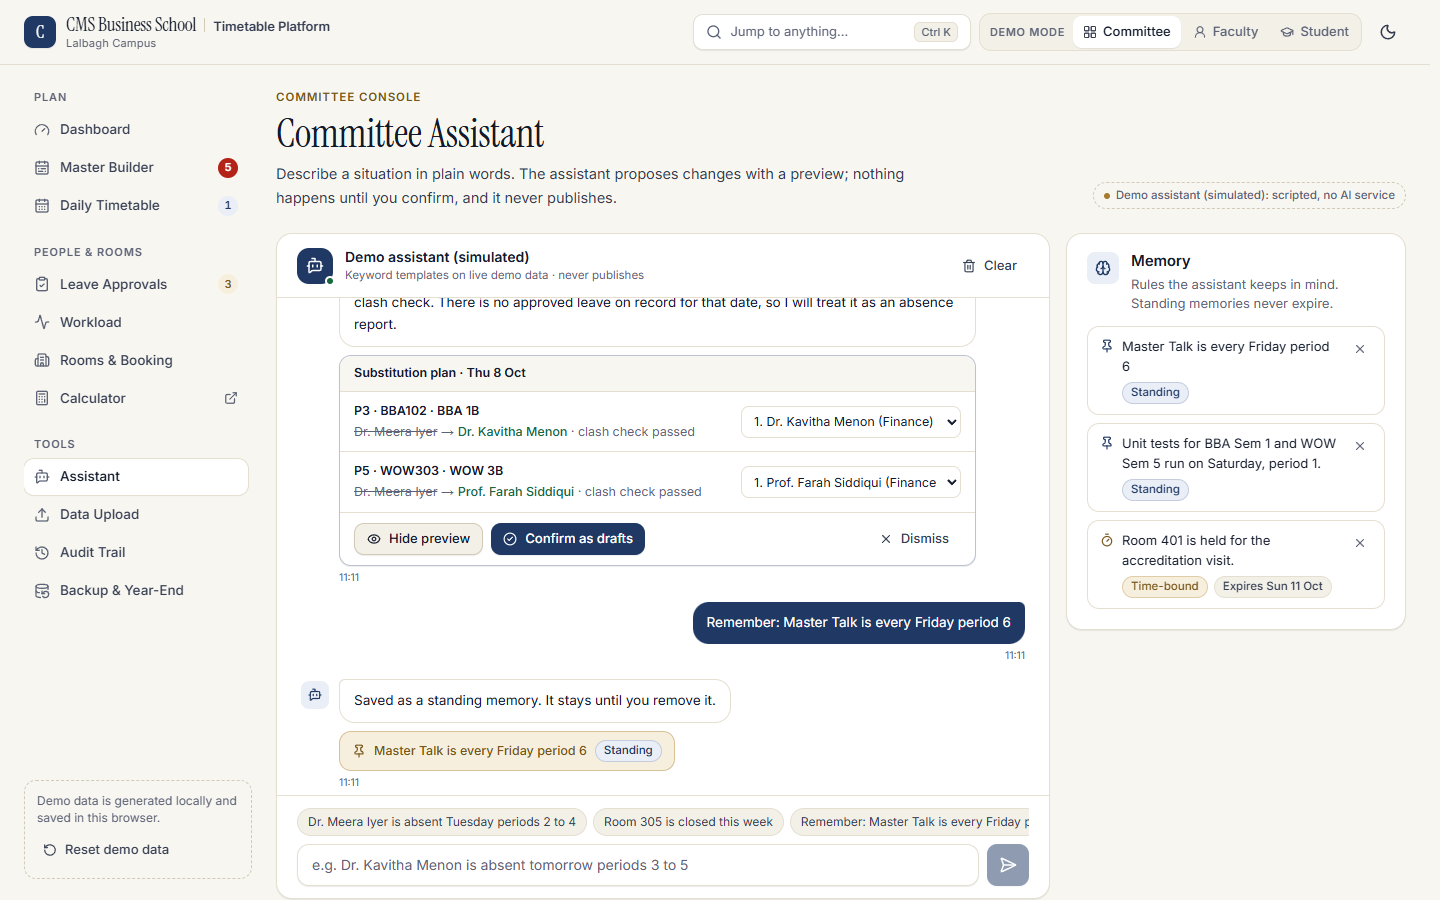 C
CMS Business School
Timetable Platform
Lalbagh Campus
Jump to anything...
Ctrl K
DEMO MODE
Committee
Faculty
Student
PLAN
Dashboard
Master Builder
5
Daily Timetable
1
PEOPLE & ROOMS
Leave Approvals
3
Workload
Rooms & Booking
Calculator
TOOLS
Assistant
Data Upload
Audit Trail
Backup & Year-End
Demo data is generated locally and
saved in this browser.
Reset demo data
COMMITTEE CONSOLE
Committee Assistant
Describe a situation in plain words. The assistant proposes changes with a preview; nothing
happens until you confirm, and it never publishes.
Demo assistant (simulated): scripted, no AI service
Demo assistant (simulated)
Keyword templates on live demo data · never publishes
Clear
clash check. There is no approved leave on record for that date, so I will treat it as an absence
report.
Substitution plan · Thu 8 Oct
P3 · BBA102 · BBA 1B
Dr. Meera Iyer → Dr. Kavitha Menon · clash check passed
1. Dr. Kavitha Menon (Finance)
P5 · WOW303 · WOW 3B
Dr. Meera Iyer → Prof. Farah Siddiqui · clash check passed
1. Prof. Farah Siddiqui (Finance
Hide preview
Confirm as drafts
Dismiss
11:11
Remember: Master Talk is every Friday period 6
11:11
Saved as a standing memory. It stays until you remove it.
Master Talk is every Friday period 6
Standing
11:11
Dr. Meera Iyer is absent Tuesday periods 2 to 4
Room 305 is closed this week
Remember: Master Talk is every Friday p
e.g. Dr. Kavitha Menon is absent tomorrow periods 3 to 5
Memory
Rules the assistant keeps in mind.
Standing memories never expire.
Master Talk is every Friday period
6
Standing
Unit tests for BBA Sem 1 and WOW
Sem 5 run on Saturday, period 1.
Standing
Room 401 is held for the
accreditation visit.
Time-bound
Expires Sun 11 Oct